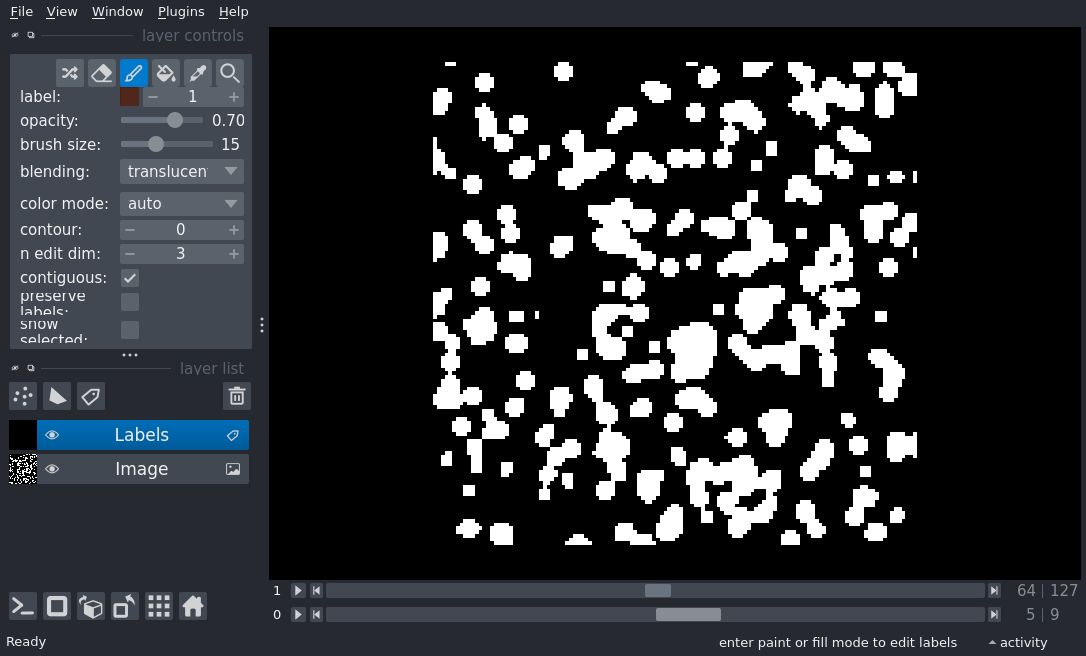 File View Window Plugins Help
layer controls
label: 1
opacity: 0.70
brush size: 15
blending: translucen
color mode: auto
contour: 0
n edit dim: 3
contiguous:
preserve
labels:
show
selected:
layer list
Labels
Image
1 64 | 127
0 5 | 9
Ready enter paint or fill mode to edit labels activity